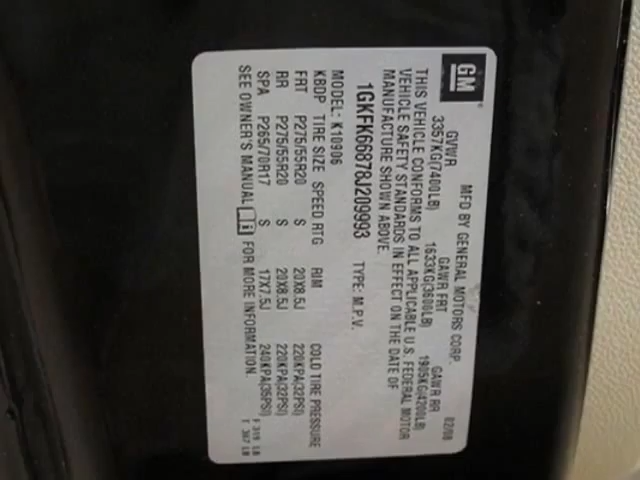 GM MFD BY GENERAL MOTORS CORP. 02/08
GVWR GAWR FRT GAWR RR
3357KG(7400LB) 1633KG(3600LB) 1905KG(4200LB)
THIS VEHICLE CONFORMS TO ALL APPLICABLE U.S. FEDERAL MOTOR
VEHICLE SAFETY STANDARDS IN EFFECT ON THE DATE OF
MANUFACTURE SHOWN ABOVE.
1GKFK66878J209993 TYPE: M.P.V.
MODEL: K10906
KBDP TIRE SIZE SPEED RTG RIM COLD TIRE PRESSURE
FRT P275/55R20 S 20X8.5J 220KPA(32PSI)
RR P275/55R20 S 20X8.5J 220KPA(32PSI)
SPA P265/70R17 S 17X7.5J 240KPA(35PSI)
SEE OWNER'S MANUAL FOR MORE INFORMATION.
F 319 LB
T 367 LB